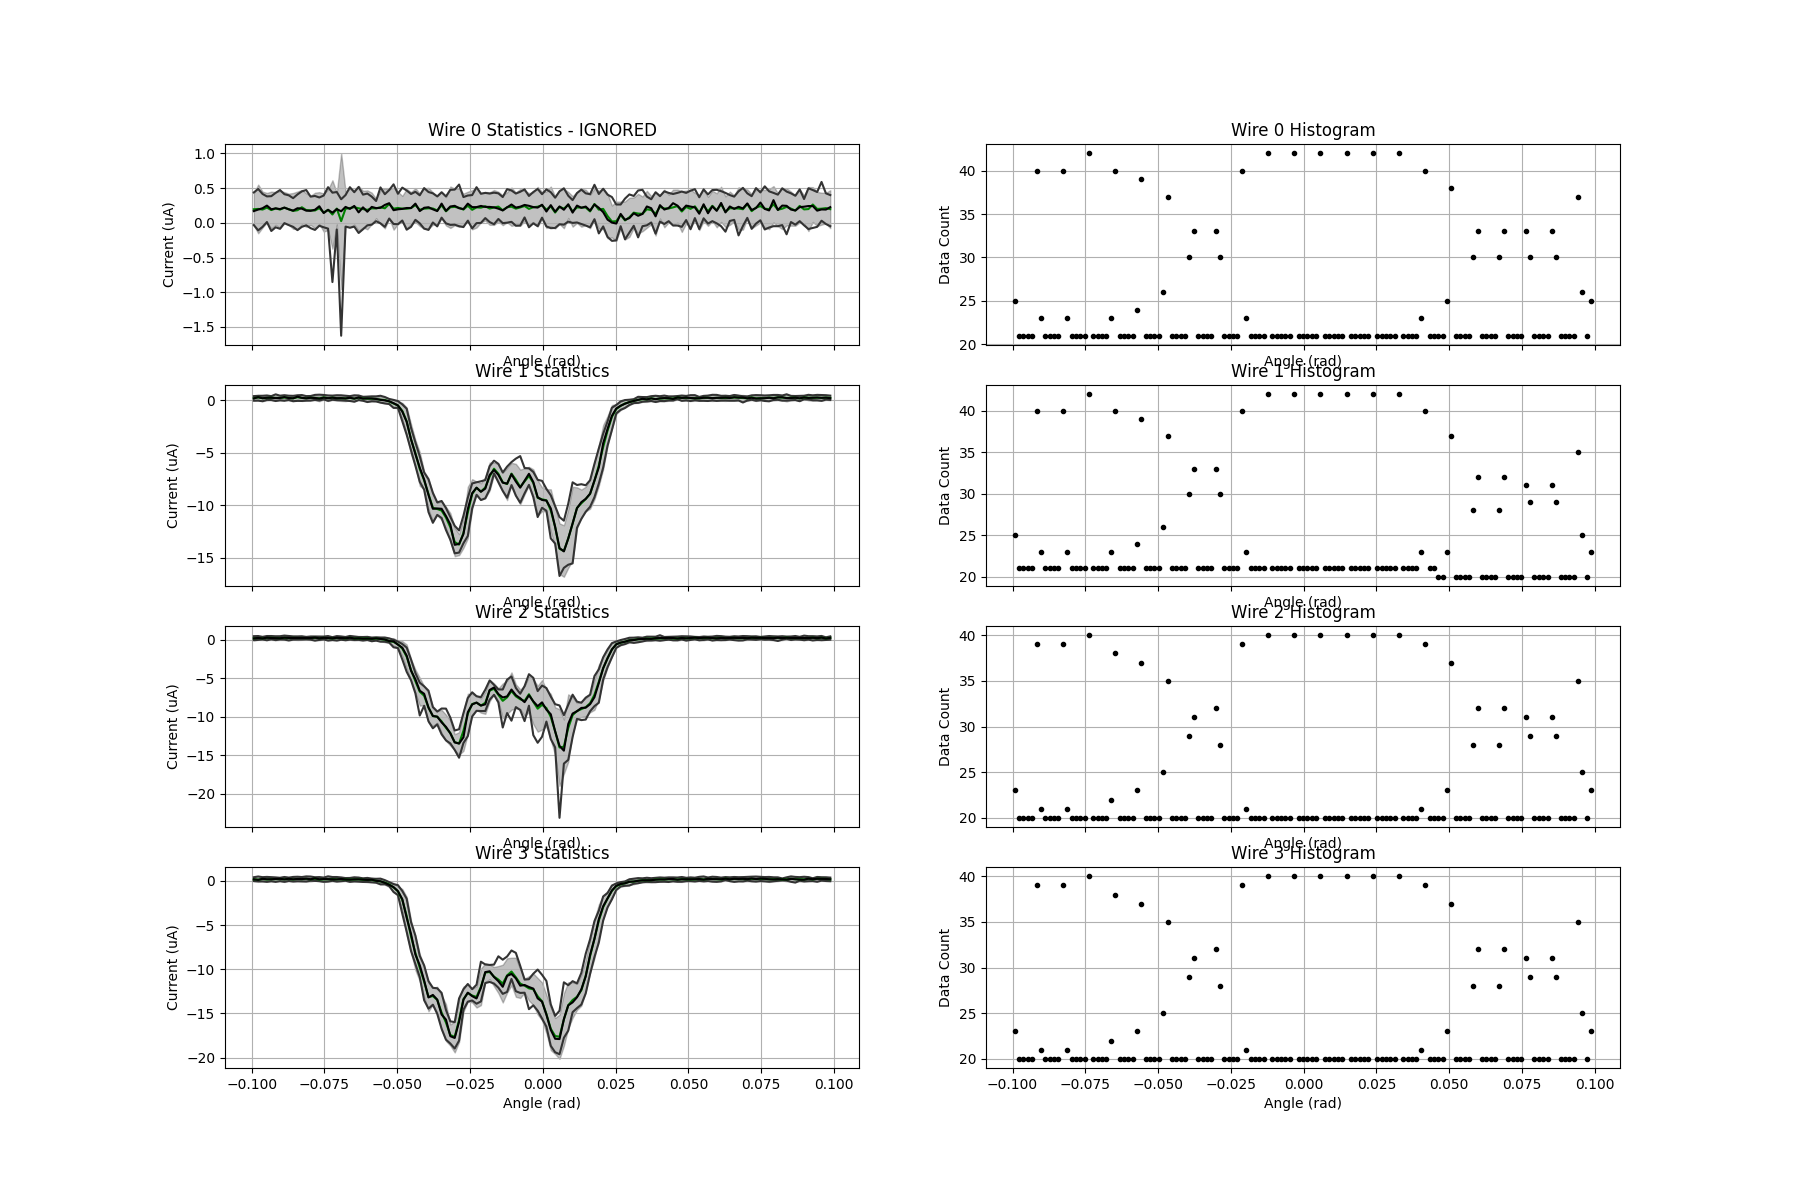 Wire 0 Statistics - IGNORED
Current (uA)
1.0
0.5
0.0
−0.5
−1.0
−1.5
Angle (rad)
Wire 0 Histogram
Data Count
40
35
30
25
20
Angle (rad)
Wire 1 Statistics
Current (uA)
0
−5
−10
−15
Angle (rad)
Wire 1 Histogram
Data Count
40
35
30
25
20
Angle (rad)
Wire 2 Statistics
Current (uA)
0
−5
−10
−15
−20
Angle (rad)
Wire 2 Histogram
Data Count
40
35
30
25
20
Angle (rad)
Wire 3 Statistics
Current (uA)
0
−5
−10
−15
−20
−0.100 −0.075 −0.050 −0.025 0.000 0.025 0.050 0.075 0.100
Angle (rad)
Wire 3 Histogram
Data Count
40
35
30
25
20
−0.100 −0.075 −0.050 −0.025 0.000 0.025 0.050 0.075 0.100
Angle (rad)